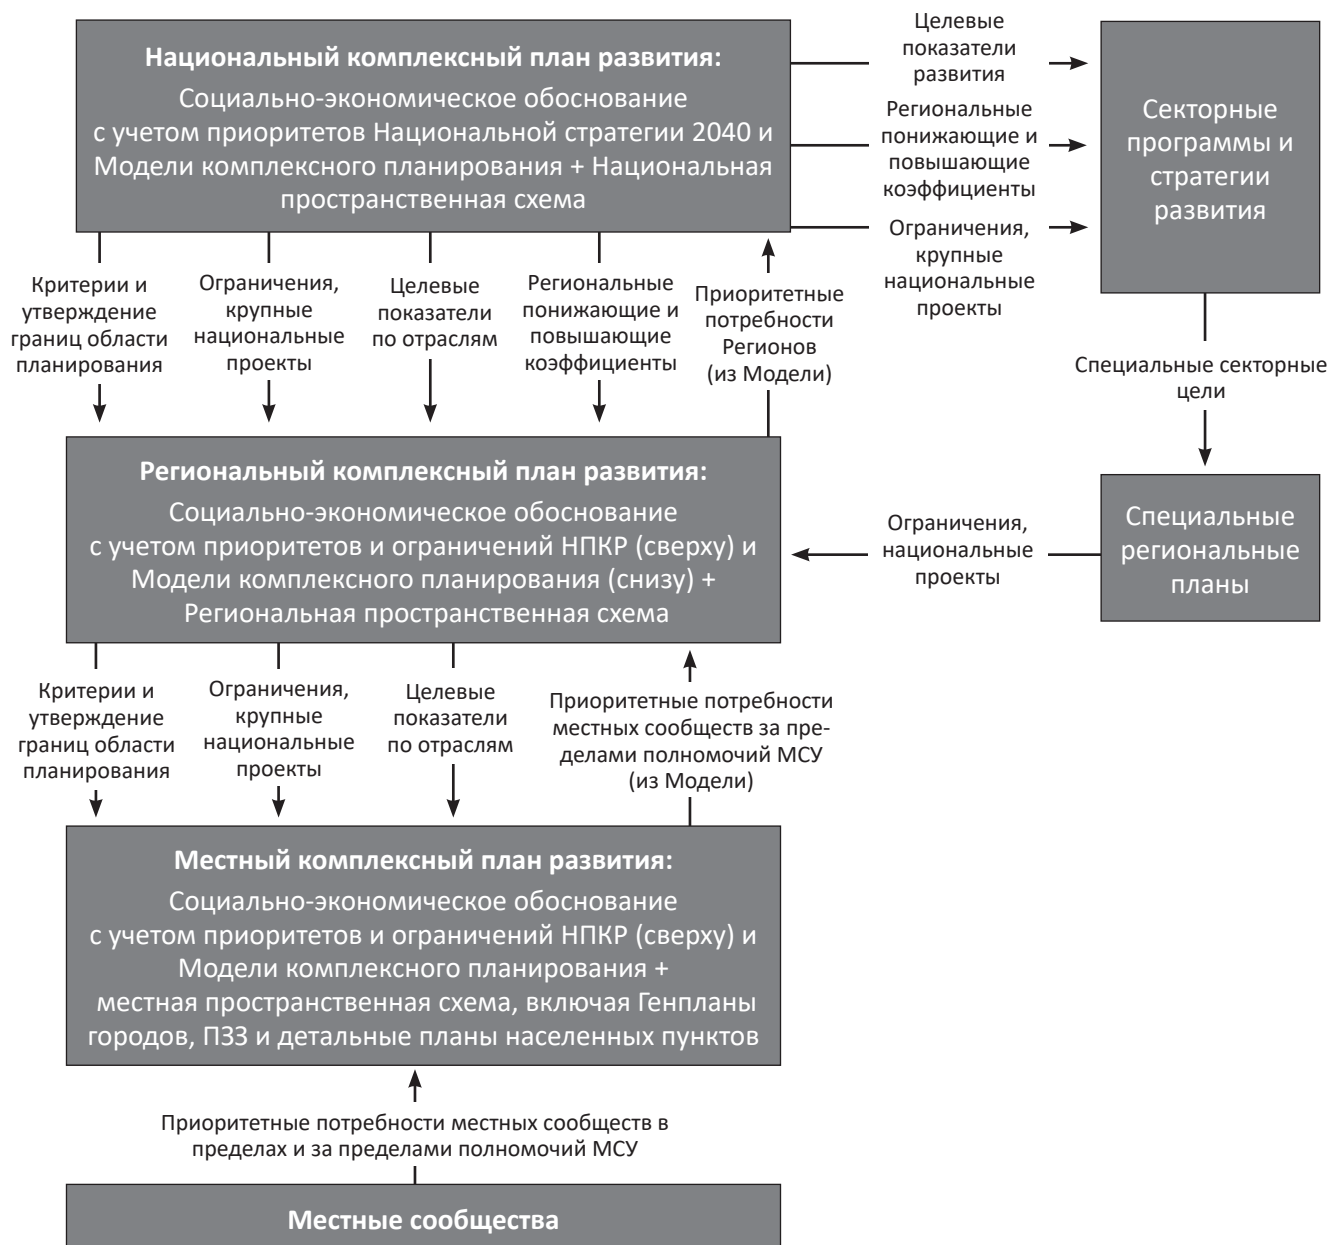 Национальный комплексный план развития:
Социально-экономическое обоснование
с учетом приоритетов Национальной стратегии 2040 и
Модели комплексного планирования + Национальная
пространственная схема
Целевые
показатели
развития
Региональные
понижающие и
повышающие
коэффициенты
Ограничения,
крупные
национальные
проекты
Секторные
программы и
стратегии
развития
Критерии и
утверждение
границ области
планирования
Ограничения,
крупные
национальные
проекты
Целевые
показатели
по отраслям
Региональные
понижающие и
повышающие
коэффициенты
Приоритетные
потребности
Регионов
(из Модели)
Специальные секторные
цели
Региональный комплексный план развития:
Социально-экономическое обоснование
с учетом приоритетов и ограничений НПКР (сверху) и
Модели комплексного планирования (снизу) +
Региональная пространственная схема
Ограничения,
национальные
проекты
Специальные
региональные
планы
Критерии и
утверждение
границ области
планирования
Ограничения,
крупные
национальные
проекты
Целевые
показатели
по отраслям
Приоритетные потребности
местных сообществ за пре-
делами полномочий МСУ
(из Модели)
Местный комплексный план развития:
Социально-экономическое обоснование
с учетом приоритетов и ограничений НПКР (сверху) и
Модели комплексного планирования +
местная пространственная схема, включая Генпланы
городов, ПЗЗ и детальные планы населенных пунктов
Приоритетные потребности местных сообществ в
пределах и за пределами полномочий МСУ
Местные сообщества